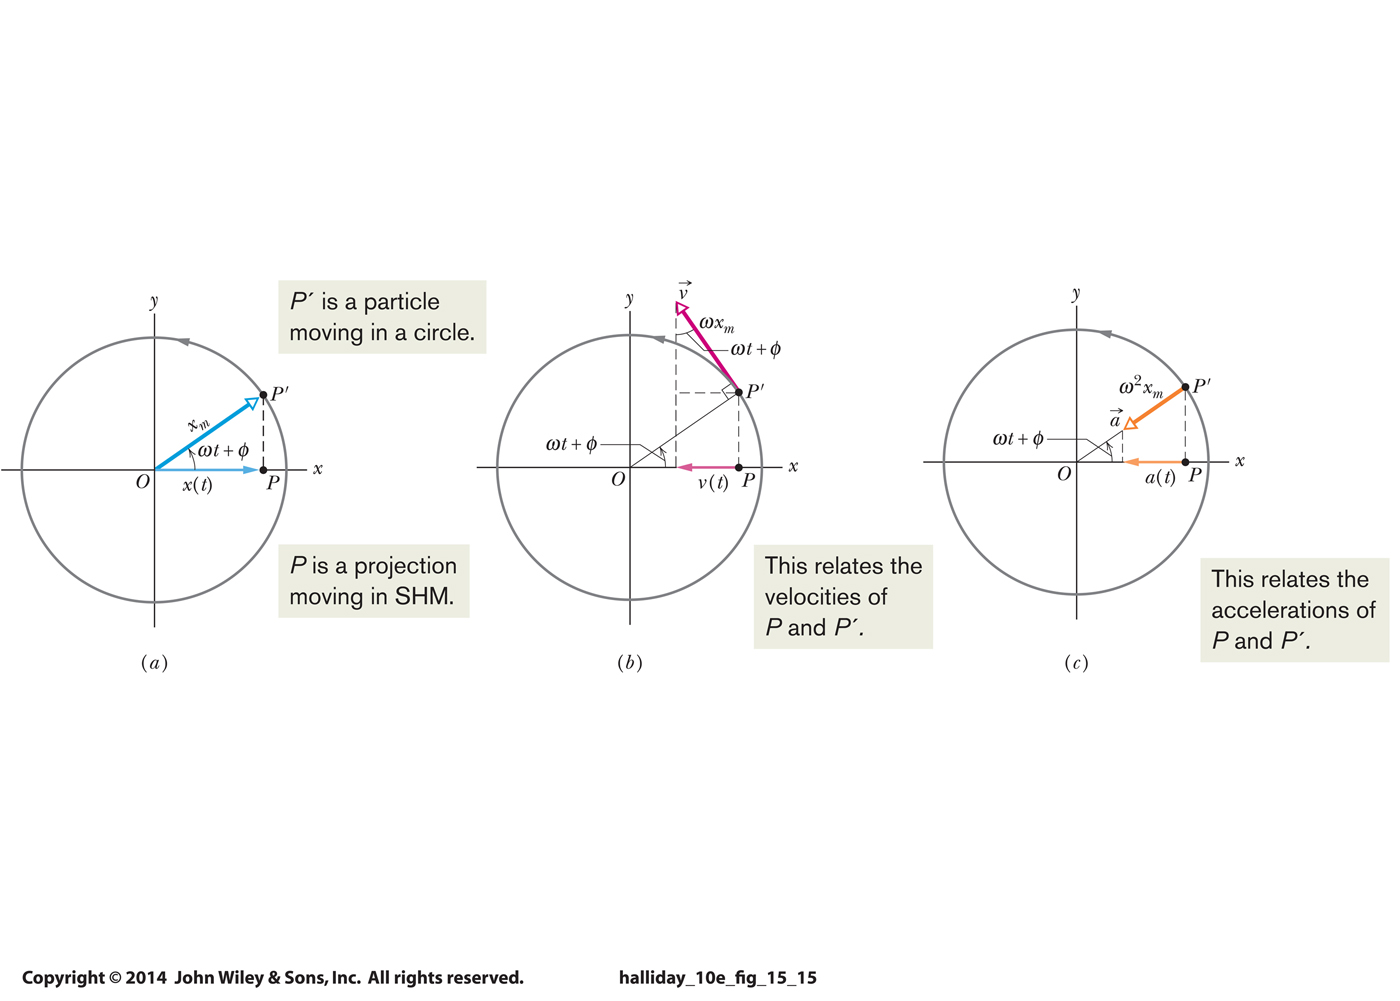 y
P′ is a particle
moving in a circle.
P′
x_m
ωt + ϕ
x
O
x(t)
P
P is a projection
moving in SHM.
(a)
y
v⃗
ωx_m
ωt + ϕ
P′
ωt + ϕ
x
O
v(t)
P
This relates the
velocities of
P and P′.
(b)
y
ω²x_m
P′
a⃗
ωt + ϕ
x
O
a(t)
P
This relates the
accelerations of
P and P′.
(c)
Copyright © 2014 John Wiley & Sons, Inc. All rights reserved.
halliday_10e_fig_15_15